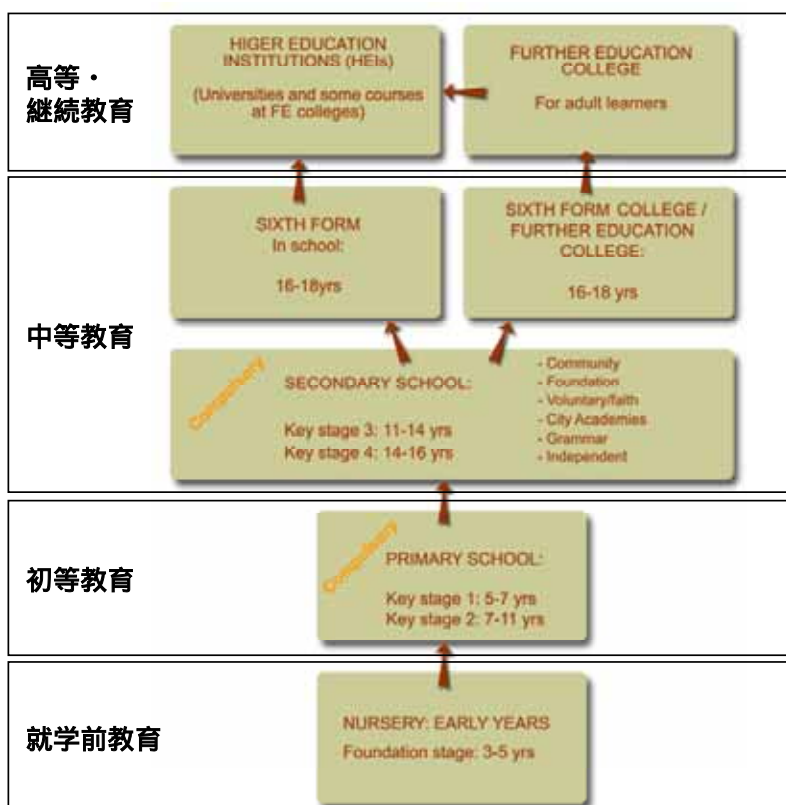 高等・
継続教育
HIGER EDUCATION
INSTITUTIONS (HEIs)
(Universities and some courses
at FE colleges)
FURTHER EDUCATION
COLLEGE
For adult learners
中等教育
SIXTH FORM
In school:
16-18yrs
SIXTH FORM COLLEGE /
FURTHER EDUCATION
COLLEGE:
16-18 yrs
Compulsory
SECONDARY SCHOOL:
Key stage 3: 11-14 yrs
Key stage 4: 14-16 yrs
- Community
- Foundation
- Voluntary/faith
- City Academies
- Grammar
- Independent
初等教育
Compulsory
PRIMARY SCHOOL:
Key stage 1: 5-7 yrs
Key stage 2: 7-11 yrs
就学前教育
NURSERY: EARLY YEARS
Foundation stage: 3-5 yrs